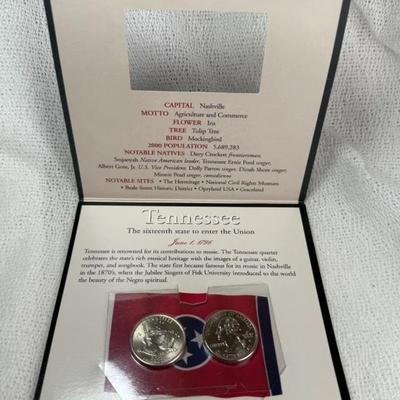 CAPITAL Nashville
MOTTO Agriculture and Commerce
FLOWER Iris
TREE Tulip Tree
BIRD Mockingbird
2000 POPULATION 5,689,283
NOTABLE NATIVES Davy Crockett frontiersman,
Sequoyah Native American leader, Tennessee Ernie Ford singer,
Albert Gore, Jr. U.S. Vice President, Dolly Parton singer, Dinah Shore singer,
Minnie Pearl singer, comedienne
NOTABLE SITES • The Hermitage • National Civil Rights Museum
• Beale Street Historic District • Opryland USA • Graceland
Tennessee
The sixteenth state to enter the Union
June 1, 1796
Tennessee is renowned for its contributions to music. The Tennessee quarter
celebrates the state's rich musical heritage with the images of a guitar, violin,
trumpet, and songbook. The state first became famous for its music in Nashville
in the 1870's, when the Jubilee Singers of Fisk University introduced to the world
the beauty of the Negro spiritual.